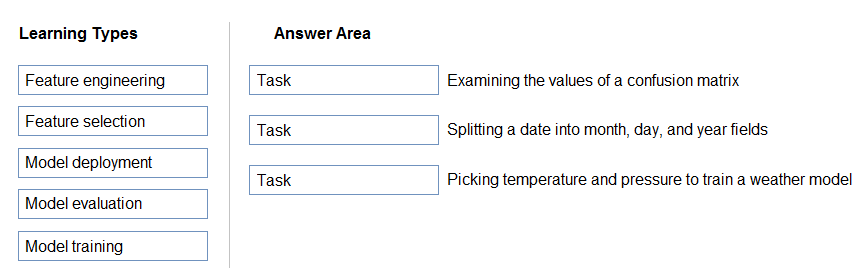 Learning Types
Answer Area
Feature engineering
Task
Examining the values of a confusion matrix
Feature selection
Task
Splitting a date into month, day, and year fields
Model deployment
Task
Picking temperature and pressure to train a weather model
Model evaluation
Model training